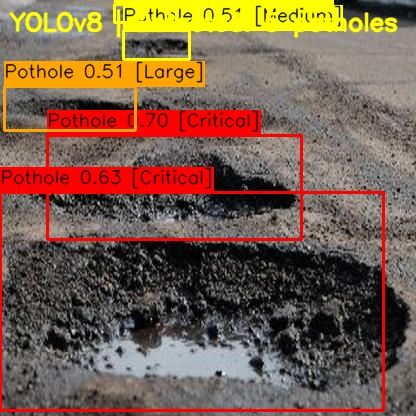 Pothole 0.51 [Medium]
YOLOv8 potholes
Pothole 0.51 [Large]
Pothole 0.70 [Critical]
Pothole 0.63 [Critical]